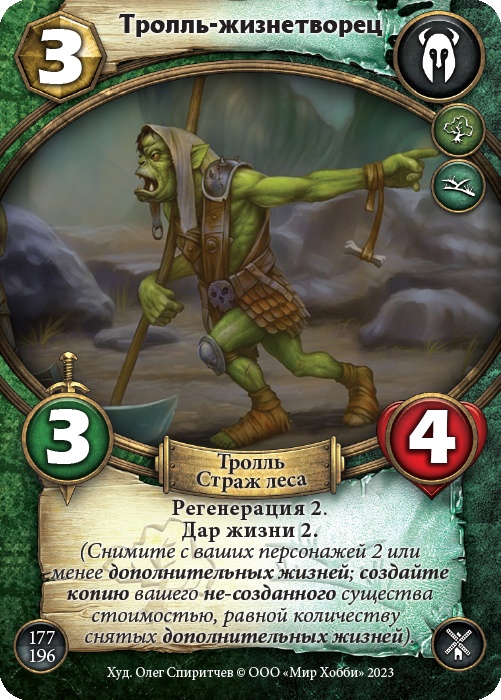 3
Тролль-жизнетворец
3
4
Тролль
Страж леса
Регенерация 2.
Дар жизни 2.
(Снимите с ваших персонажей 2 или
менее дополнительных жизней; создайте
копию вашего не-созданного существа
стоимостью, равной количеству
снятых дополнительных жизней).
177
196
Худ. Олег Спиритчев © ООО «Мир Хобби» 2023